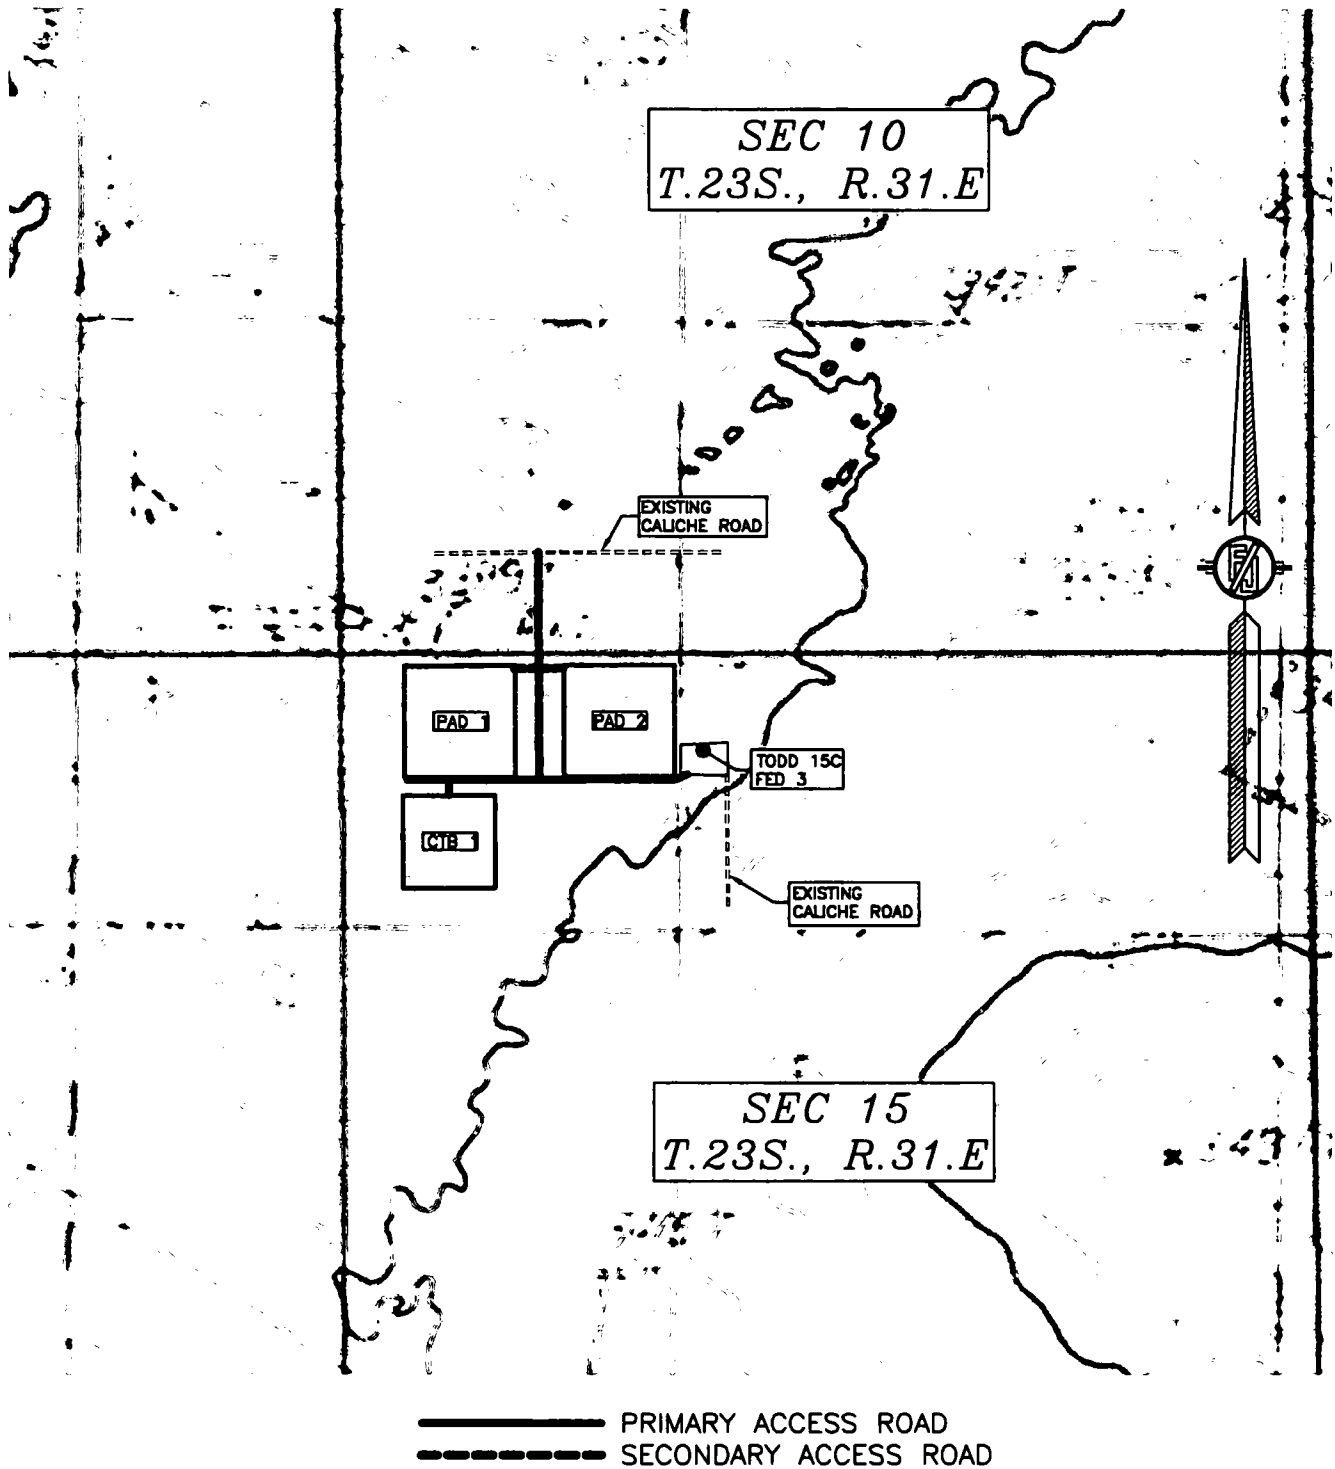 SEC 10
T.23S., R.31.E
EXISTING
CALICHE ROAD
PAD 1
PAD 2
TODD 15C
FED 3
CTB 1
EXISTING
CALICHE ROAD
SEC 15
T.23S., R.31.E
PRIMARY ACCESS ROAD
SECONDARY ACCESS ROAD